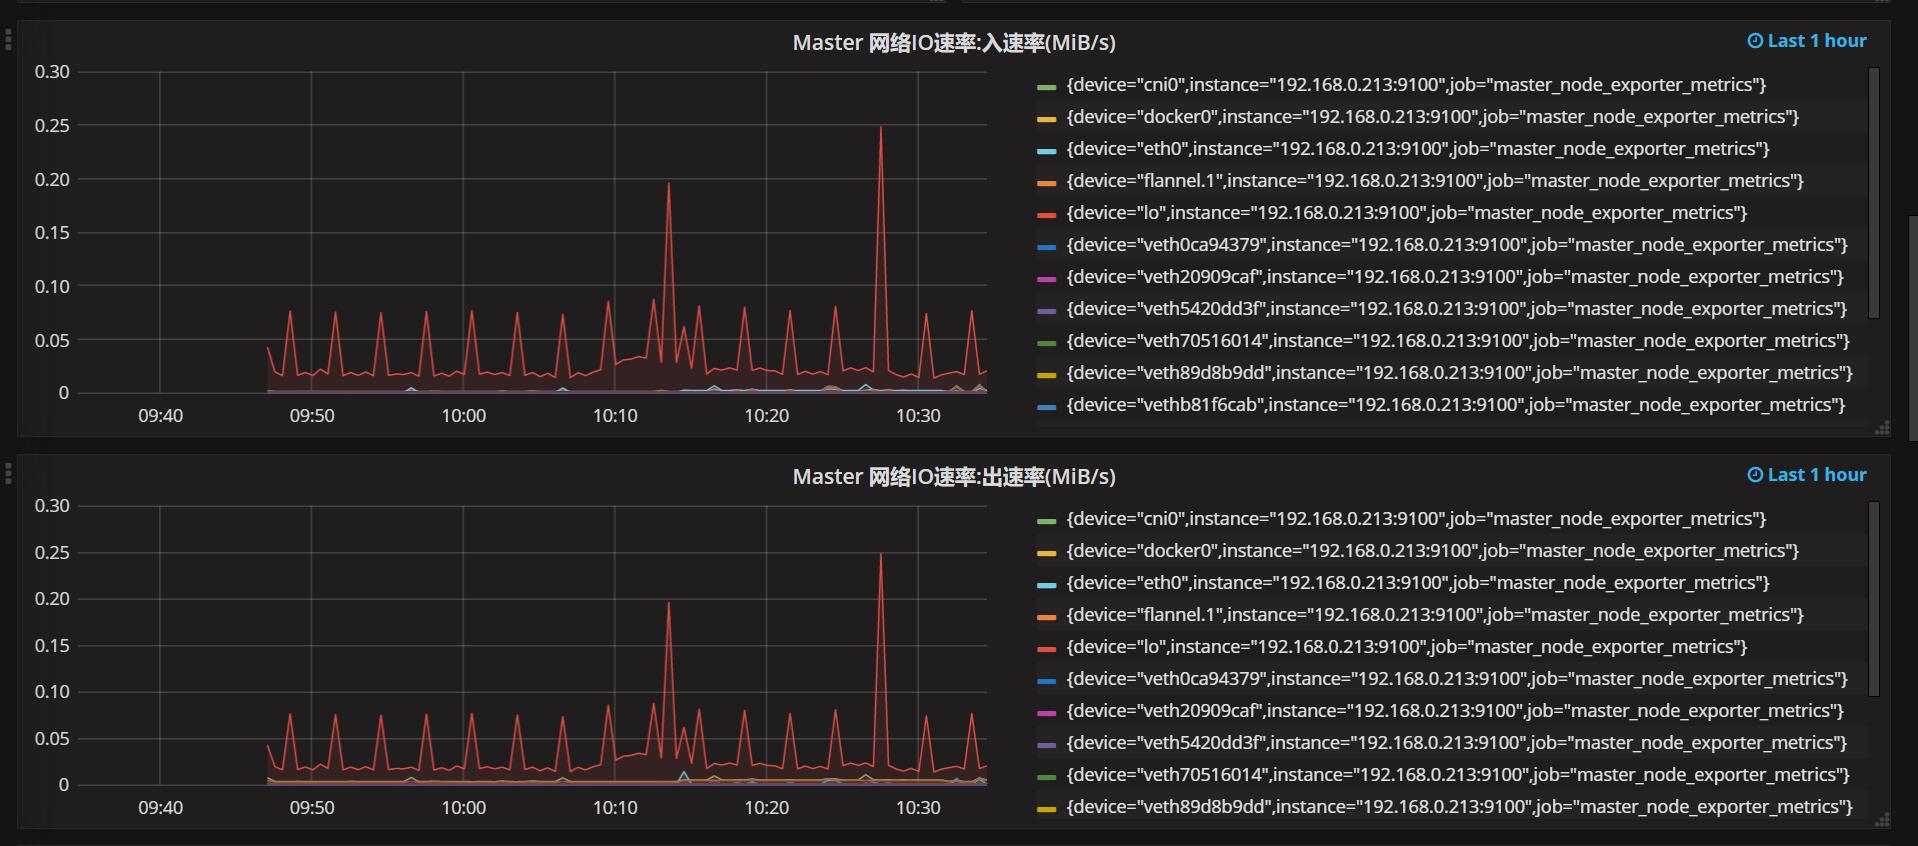 Master 网络IO速率:入速率(MiB/s)
Last 1 hour
0.30
0.25
0.20
0.15
0.10
0.05
0
09:40 09:50 10:00 10:10 10:20 10:30
{device="cni0",instance="192.168.0.213:9100",job="master_node_exporter_metrics"}
{device="docker0",instance="192.168.0.213:9100",job="master_node_exporter_metrics"}
{device="eth0",instance="192.168.0.213:9100",job="master_node_exporter_metrics"}
{device="flannel.1",instance="192.168.0.213:9100",job="master_node_exporter_metrics"}
{device="lo",instance="192.168.0.213:9100",job="master_node_exporter_metrics"}
{device="veth0ca94379",instance="192.168.0.213:9100",job="master_node_exporter_metrics"}
{device="veth20909caf",instance="192.168.0.213:9100",job="master_node_exporter_metrics"}
{device="veth5420dd3f",instance="192.168.0.213:9100",job="master_node_exporter_metrics"}
{device="veth70516014",instance="192.168.0.213:9100",job="master_node_exporter_metrics"}
{device="veth89d8b9dd",instance="192.168.0.213:9100",job="master_node_exporter_metrics"}
{device="vethb81f6cab",instance="192.168.0.213:9100",job="master_node_exporter_metrics"}
Master 网络IO速率:出速率(MiB/s)
Last 1 hour
0.30
0.25
0.20
0.15
0.10
0.05
0
09:40 09:50 10:00 10:10 10:20 10:30
{device="cni0",instance="192.168.0.213:9100",job="master_node_exporter_metrics"}
{device="docker0",instance="192.168.0.213:9100",job="master_node_exporter_metrics"}
{device="eth0",instance="192.168.0.213:9100",job="master_node_exporter_metrics"}
{device="flannel.1",instance="192.168.0.213:9100",job="master_node_exporter_metrics"}
{device="lo",instance="192.168.0.213:9100",job="master_node_exporter_metrics"}
{device="veth0ca94379",instance="192.168.0.213:9100",job="master_node_exporter_metrics"}
{device="veth20909caf",instance="192.168.0.213:9100",job="master_node_exporter_metrics"}
{device="veth5420dd3f",instance="192.168.0.213:9100",job="master_node_exporter_metrics"}
{device="veth70516014",instance="192.168.0.213:9100",job="master_node_exporter_metrics"}
{device="veth89d8b9dd",instance="192.168.0.213:9100",job="master_node_exporter_metrics"}